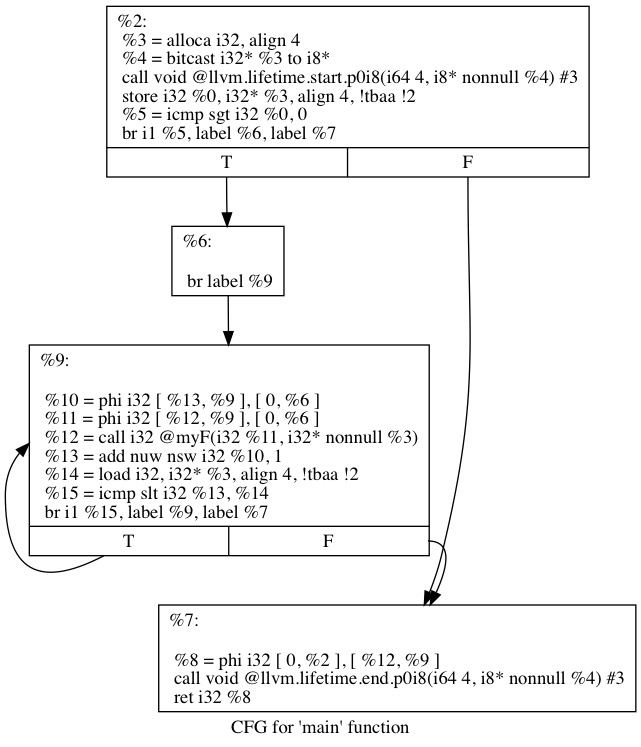 %2:
%3 = alloca i32, align 4
%4 = bitcast i32* %3 to i8*
call void @llvm.lifetime.start.p0i8(i64 4, i8* nonnull %4) #3
store i32 %0, i32* %3, align 4, !tbaa !2
%5 = icmp sgt i32 %0, 0
br i1 %5, label %6, label %7
T F
%6:
br label %9
%9:
%10 = phi i32 [ %13, %9 ], [ 0, %6 ]
%11 = phi i32 [ %12, %9 ], [ 0, %6 ]
%12 = call i32 @myF(i32 %11, i32* nonnull %3)
%13 = add nuw nsw i32 %10, 1
%14 = load i32, i32* %3, align 4, !tbaa !2
%15 = icmp slt i32 %13, %14
br i1 %15, label %9, label %7
T F
%7:
%8 = phi i32 [ 0, %2 ], [ %12, %9 ]
call void @llvm.lifetime.end.p0i8(i64 4, i8* nonnull %4) #3
ret i32 %8
CFG for 'main' function